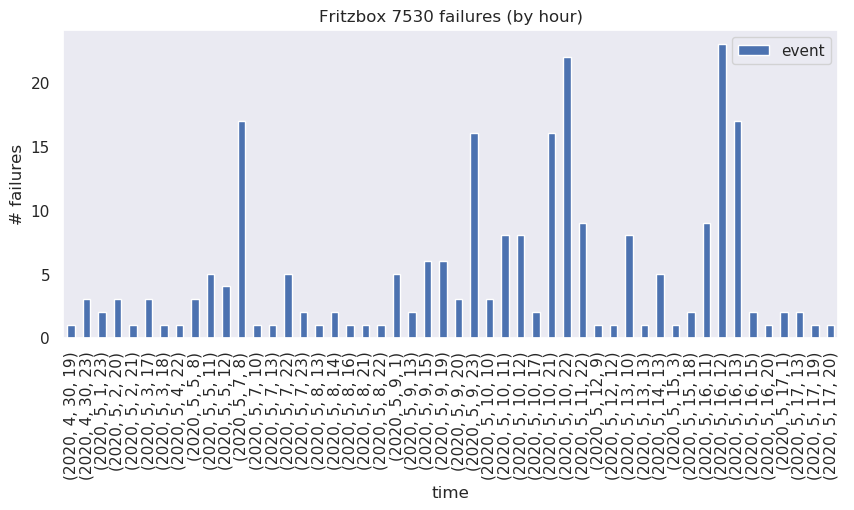 Fritzbox 7530 failures (by hour)
event
# failures
20
15
10
5
0
(2020, 4, 30, 19)
(2020, 4, 30, 23)
(2020, 5, 1, 23)
(2020, 5, 2, 20)
(2020, 5, 2, 21)
(2020, 5, 3, 17)
(2020, 5, 3, 18)
(2020, 5, 4, 22)
(2020, 5, 5, 8)
(2020, 5, 5, 11)
(2020, 5, 5, 12)
(2020, 5, 7, 8)
(2020, 5, 7, 10)
(2020, 5, 7, 13)
(2020, 5, 7, 22)
(2020, 5, 7, 23)
(2020, 5, 8, 13)
(2020, 5, 8, 14)
(2020, 5, 8, 16)
(2020, 5, 8, 21)
(2020, 5, 8, 22)
(2020, 5, 9, 1)
(2020, 5, 9, 13)
(2020, 5, 9, 15)
(2020, 5, 9, 19)
(2020, 5, 9, 20)
(2020, 5, 9, 23)
(2020, 5, 10, 10)
(2020, 5, 10, 11)
(2020, 5, 10, 12)
(2020, 5, 10, 17)
(2020, 5, 10, 21)
(2020, 5, 10, 22)
(2020, 5, 11, 22)
(2020, 5, 12, 9)
(2020, 5, 12, 12)
(2020, 5, 13, 10)
(2020, 5, 13, 13)
(2020, 5, 14, 13)
(2020, 5, 15, 3)
(2020, 5, 15, 18)
(2020, 5, 16, 11)
(2020, 5, 16, 12)
(2020, 5, 16, 13)
(2020, 5, 16, 15)
(2020, 5, 16, 20)
(2020, 5, 17, 1)
(2020, 5, 17, 13)
(2020, 5, 17, 19)
(2020, 5, 17, 20)
time